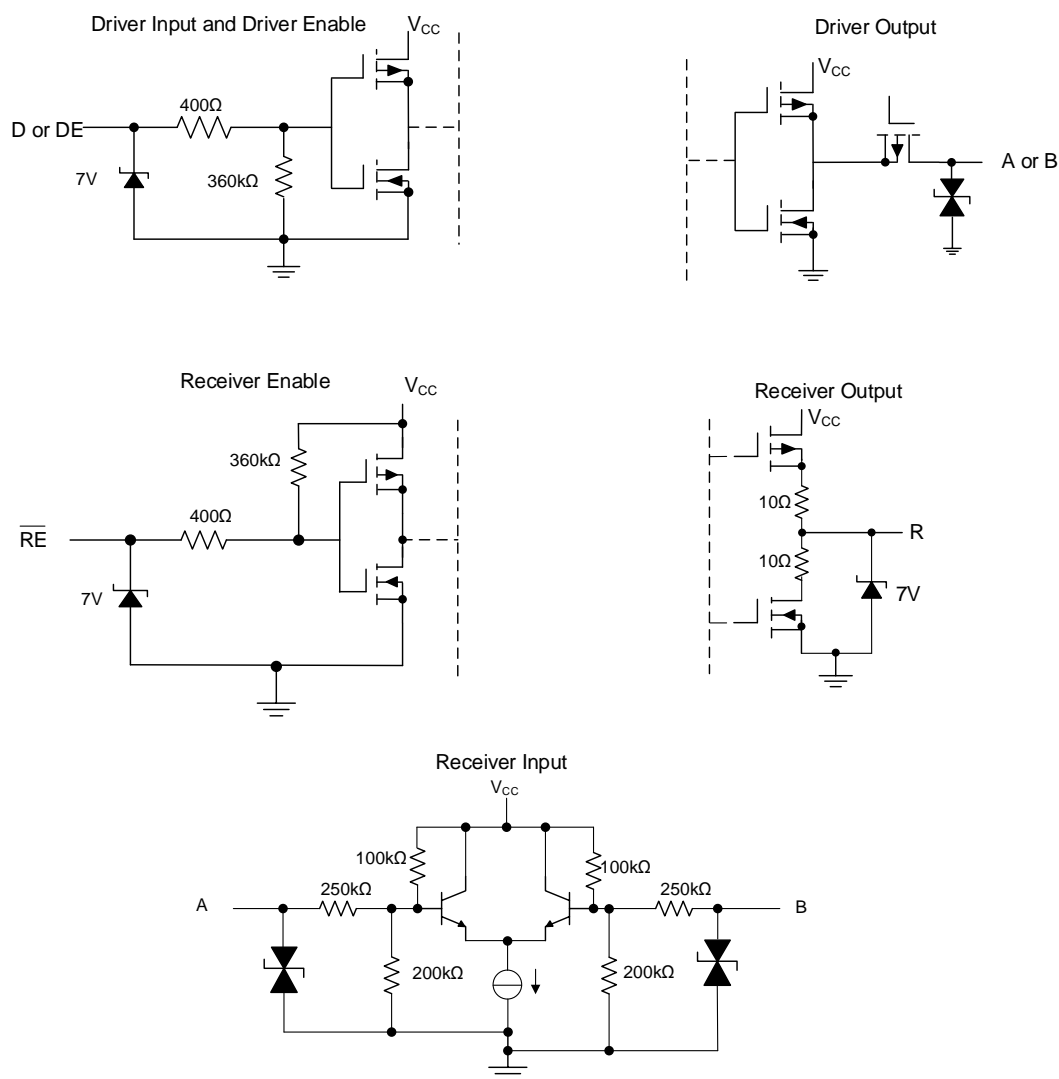 Driver Input and Driver Enable
VCC
400Ω
D or DE
7V
360kΩ
Driver Output
VCC
A or B
Receiver Enable
VCC
360kΩ
400Ω
RE
7V
Receiver Output
VCC
10Ω
R
10Ω
7V
Receiver Input
VCC
100kΩ
100kΩ
250kΩ
250kΩ
A
B
200kΩ
200kΩ